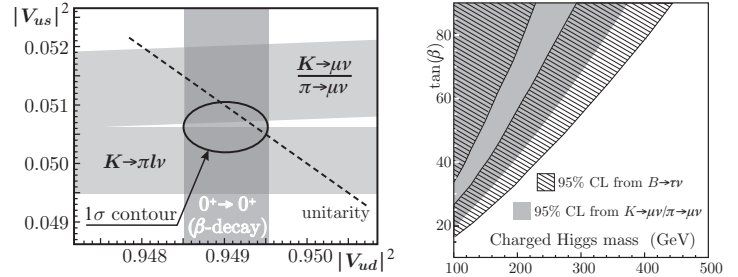 |Vus|²
0.052
0.051
0.050
0.049
K→μν
π→μν
K→πlν
1σ contour
0⁺→ 0⁺
(β-decay)
unitarity
0.948
0.949
0.950
|Vud|²
tan(β)
80
60
40
20
95% CL from B→τν
95% CL from K→μν/π→μν
Charged Higgs mass (GeV)
100
200
300
400
500